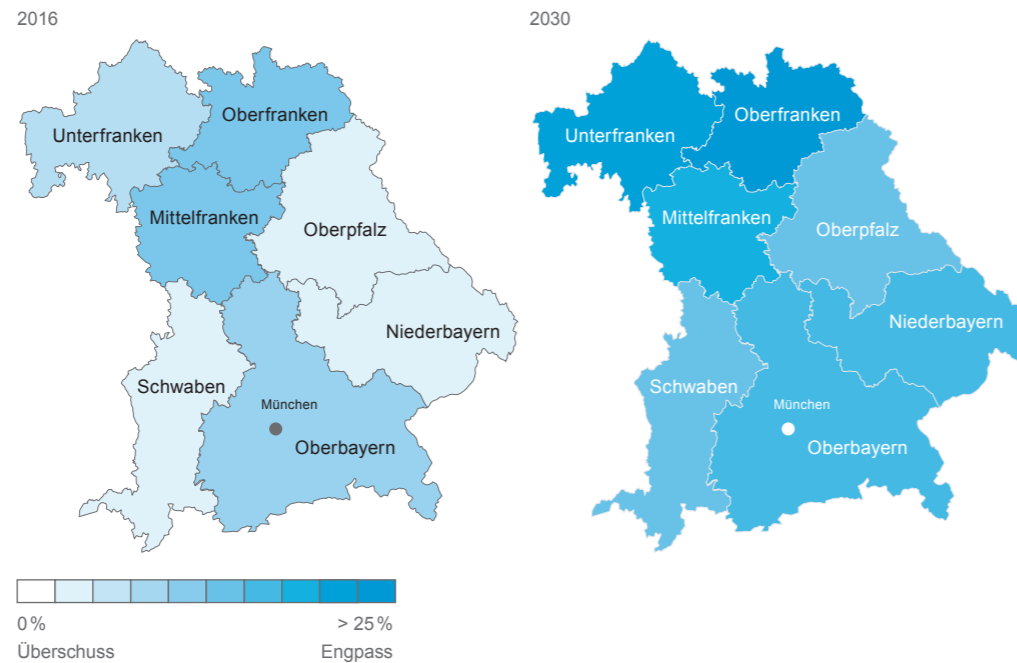 2016
Unterfranken
Oberfranken
Mittelfranken
Oberpfalz
Niederbayern
Schwaben
München
Oberbayern
2030
Unterfranken
Oberfranken
Mittelfranken
Oberpfalz
Niederbayern
Schwaben
München
Oberbayern
0 % > 25 %
Überschuss Engpass